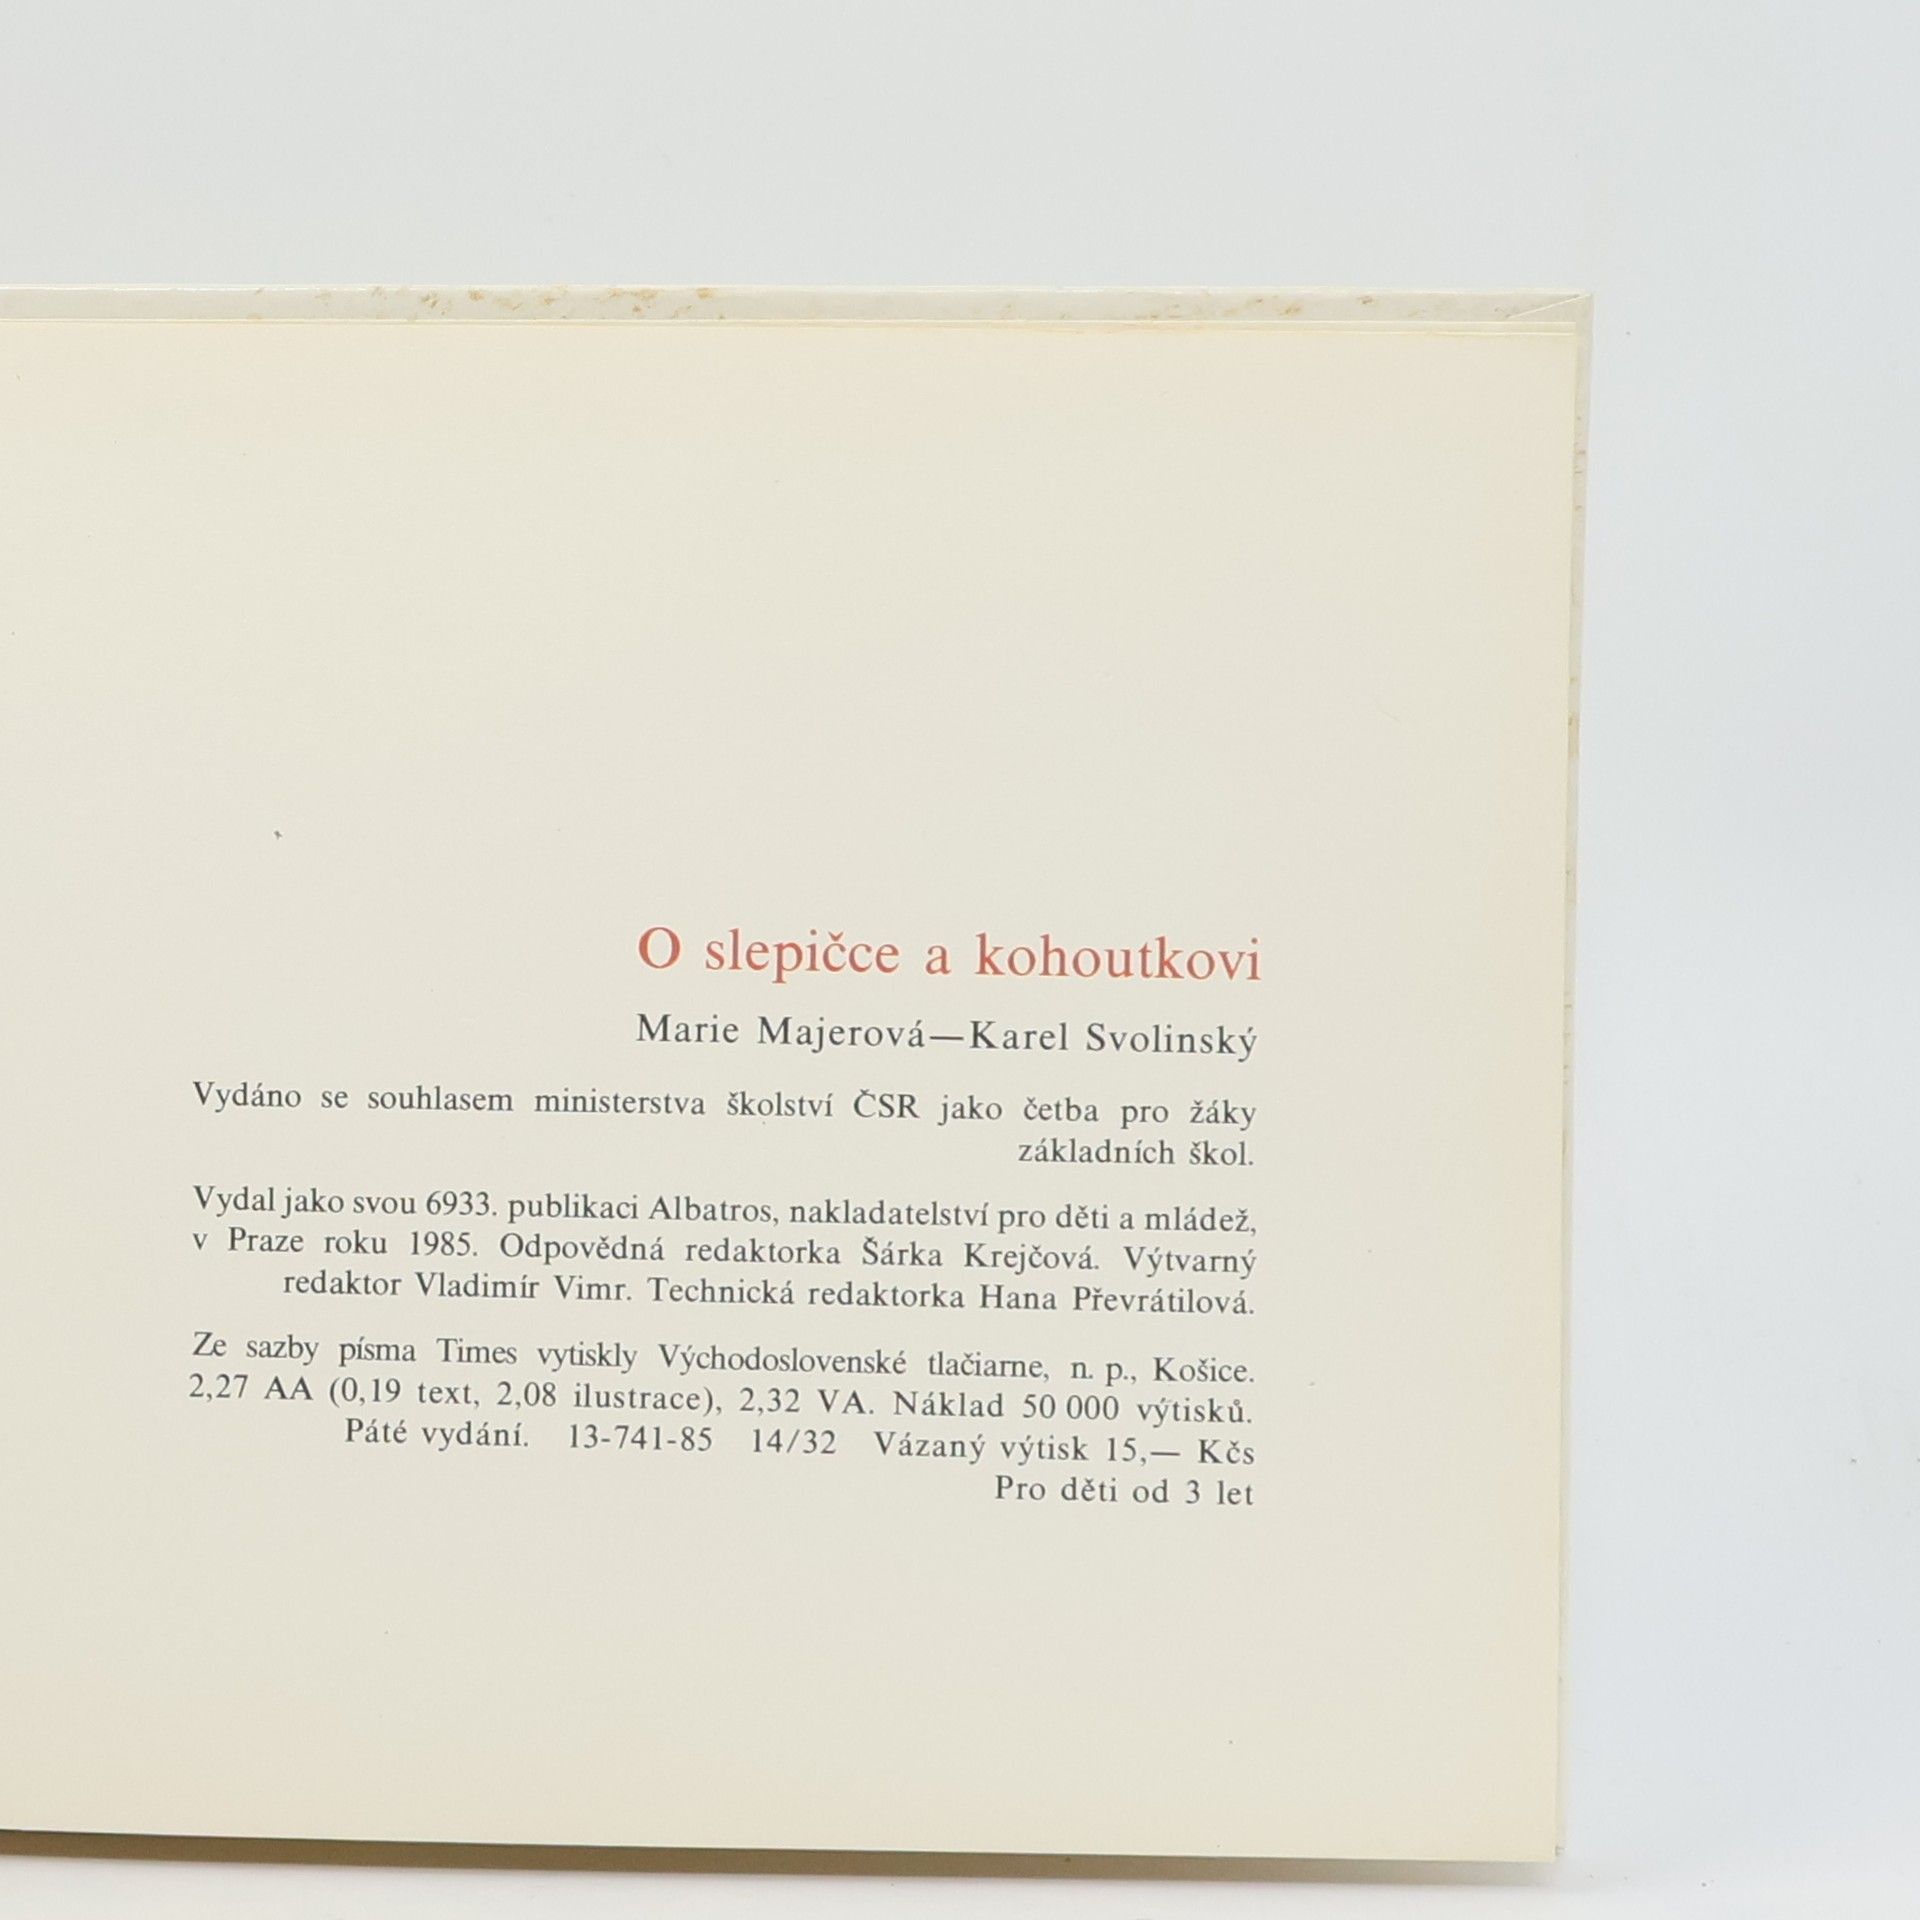 O slepičce a kohoutkovi
Marie Majerová—Karel Svolinský
Vydáno se souhlasem ministerstva školství ČSR jako četba pro žáky
základních škol.
Vydal jako svou 6933. publikaci Albatros, nakladatelství pro děti a mládež,
v Praze roku 1985. Odpovědná redaktorka Šárka Krejčová. Výtvarný
redaktor Vladimír Vimr. Technická redaktorka Hana Převrátilová.
Ze sazby písma Times vytiskly Východoslovenské tlačiarne, n. p., Košice.
2,27 AA (0,19 text, 2,08 ilustrace), 2,32 VA. Náklad 50 000 výtisků.
Páté vydání. 13-741-85 14/32 Vázaný výtisk 15,— Kčs
Pro děti od 3 let